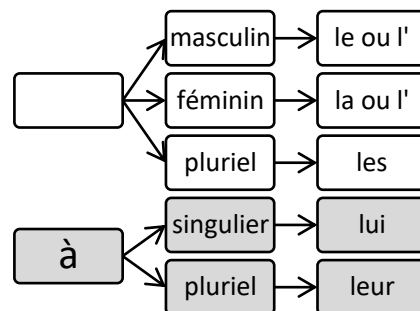 masculin le ou l'
féminin la ou l'
pluriel les
à
singulier lui
pluriel leur